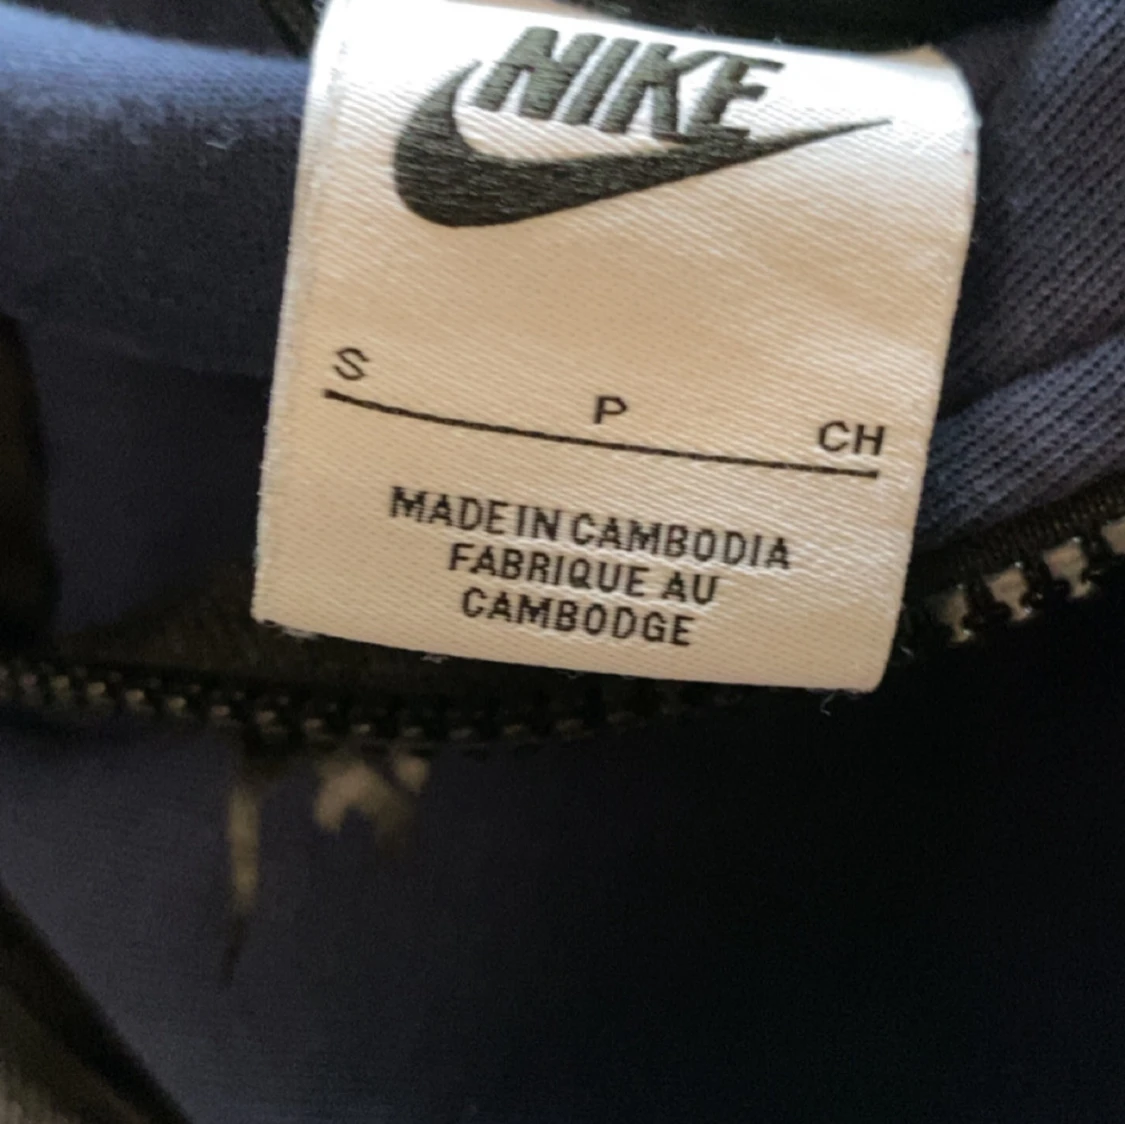 NIKE
S P CH
MADE IN CAMBODIA
FABRIQUE AU
CAMBODGE